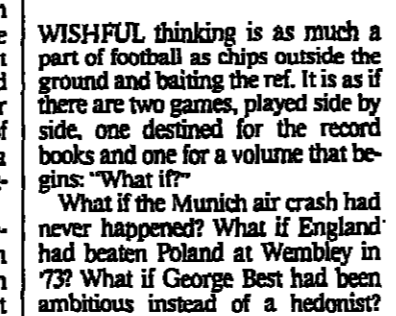 WISHFUL thinking is as much a
part of football as chips outside the
ground and baiting the ref. It is as if
there are two games, played side by
side, one destined for the record
books and one for a volume that be-
gins: "What if?"
What if the Munich air crash had
never happened? What if England
had beaten Poland at Wembley in
'73? What if George Best had been
ambitious instead of a hedonist?